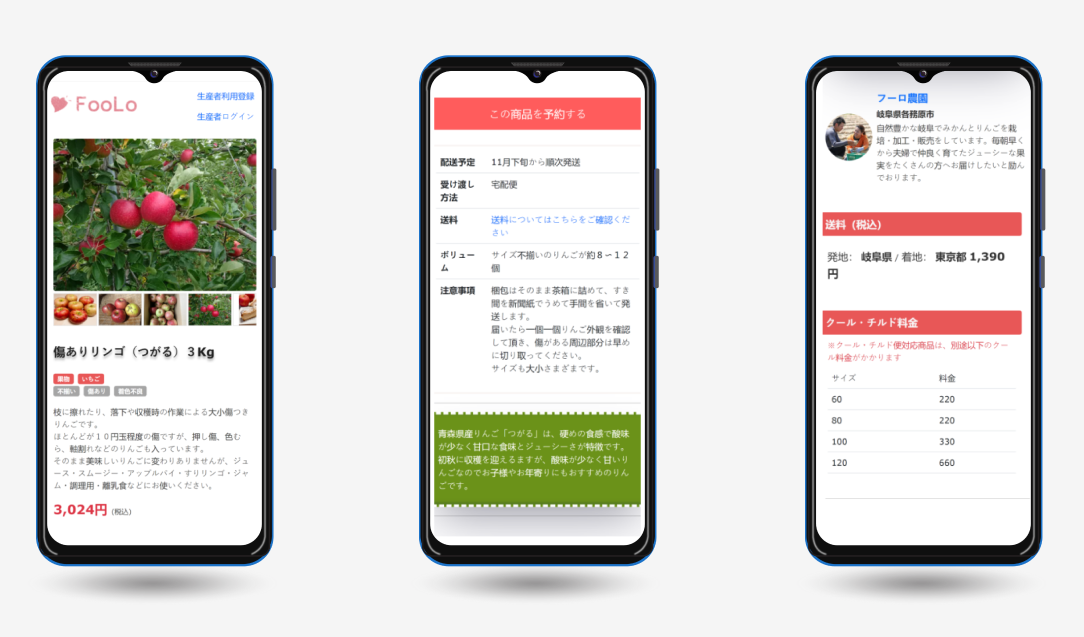 FooLo
生産者利用登録
生産者ログイン
傷ありリンゴ（つがる）３Kg
果物 いちご
不揃い 傷あり 着色不良
枝に擦れたり、落下や収穫時の作業による大小傷つき
りんごです。
ほとんどが１０円玉程度の傷ですが、押し傷、色む
ら、軸割れなどのりんごも入っています。
そのまま美味しいりんごに変わりありませんが、ジュ
ース・スムージー・アップルパイ・すりリンゴ・ジャ
ム・調理用・離乳食などにお使いください。
3,024円 (税込)
この商品を予約する
配送予定 11月下旬から順次発送
受け渡し 宅配便
方法
送料 送料についてはこちらをご確認くだ
さい
ボリュー サイズ不揃いのりんごが約８〜１２
ム 個
注意事項 梱包はそのまま茶箱に詰めて、すき
間を新聞紙でうめて手間を省いて発
送します。
届いたら一個一個りんご外観を確認
して頂き、傷がある周辺部分は早め
に切り取ってください。
サイズも大小さまざまです。
青森県産りんご「つがる」は、硬めの食感で酸味
が少なく甘口な食味とジューシーさが特徴です。
初秋に収穫を迎えるますが、酸味が少なく甘いり
んごなのでお子様やお年寄りにもおすすめのりん
ごです。
フーロ農園
岐阜県各務原市
自然豊かな岐阜でみかんとりんごを栽
培・加工・販売をしています。毎朝早く
から夫婦で仲良く育てたジューシーな果
実をたくさんの方へお届けしたいと励ん
でおります。
送料（税込）
発地: 岐阜県 / 着地: 東京都 1,390
円
クール・チルド料金
※クール・チルド便対応商品は、別途以下のクー
ル料金がかかります
サイズ 料金
60 220
80 220
100 330
120 660